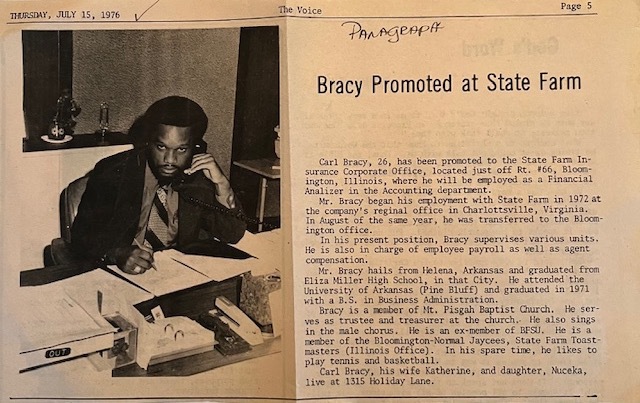 THURSDAY, JULY 15, 1976
The Voice
Page 5
PARAGRAPH
Bracy Promoted at State Farm
Carl Bracy, 26, has been promoted to the State Farm In-
surance Corporate Office, located just off Rt. #66, Bloom-
ington, Illinois, where he will be employed as a Financial
Analizer in the Accounting department.
Mr. Bracy began his employment with State Farm in 1972 at
the company's reginal office in Charlottsville, Virginia.
In August of the same year, he was transferred to the Bloom-
ington office.
In his present position, Bracy supervises various units.
He is also in charge of employee payroll as well as agent
compensation.
Mr. Bracy hails from Helena, Arkansas and graduated from
Eliza Miller High School, in that City. He attended the
University of Arkansas (Pine Bluff) and graduated in 1971
with a B.S. in Business Administration.
Bracy is a member of Mt. Pisgah Baptist Church. He ser-
ves as trustee and treasurer at the church. He also sings
in the male chorus. He is an ex-member of BFSU. He is a
member of the Bloomington-Normal Jaycees, State Farm Toast-
masters (Illinois Office). In his spare time, he likes to
play tennis and basketball.
Carl Bracy, his wife Katherine, and daughter, Nuceka,
live at 1315 Holiday Lane.
OUT